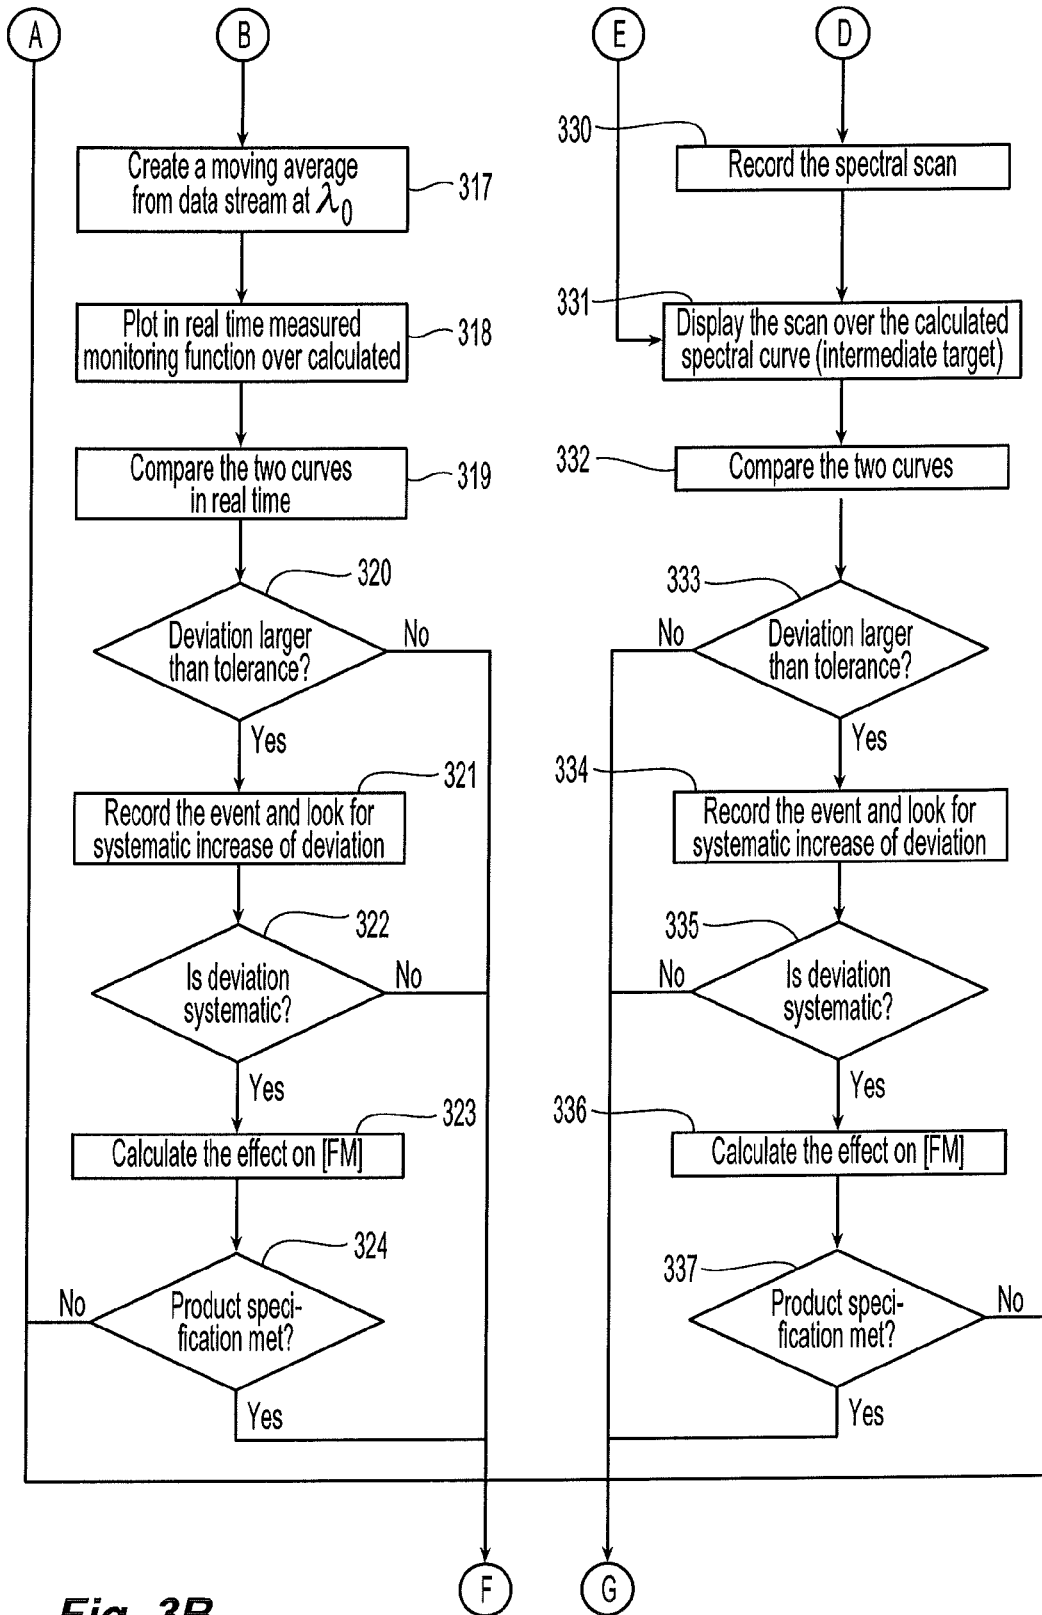 A
B
Create a moving average
from data stream at λ0
317
Plot in real time measured
monitoring function over calculated
318
Compare the two curves
in real time
319
320
Deviation larger
than tolerance?
No
Yes
321
Record the event and look for
systematic increase of deviation
322
Is deviation
systematic?
No
Yes
323
Calculate the effect on [FM]
324
No
Product speci-
fication met?
Yes
F
E
D
330
Record the spectral scan
331
Display the scan over the calculated
spectral curve (intermediate target)
332
Compare the two curves
333
No
Deviation larger
than tolerance?
Yes
334
Record the event and look for
systematic increase of deviation
335
No
Is deviation
systematic?
Yes
336
Calculate the effect on [FM]
337
Product speci-
fication met?
No
Yes
G
Fig. 3B